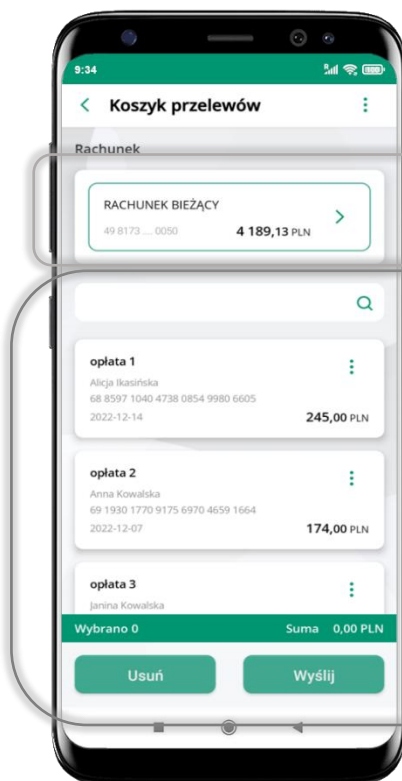 9:34
Koszyk przelewów
Rachunek
RACHUNEK BIEŻĄCY
49 8173 .... 0050 4 189,13 PLN
opłata 1
Alicja Ikasińska
68 8597 1040 4738 0854 9980 6605
2022-12-14 245,00 PLN
opłata 2
Anna Kowalska
69 1930 1770 9175 6970 4659 1664
2022-12-07 174,00 PLN
opłata 3
Janina Kowalska
Wybrano 0 Suma 0,00 PLN
Usuń Wyślij